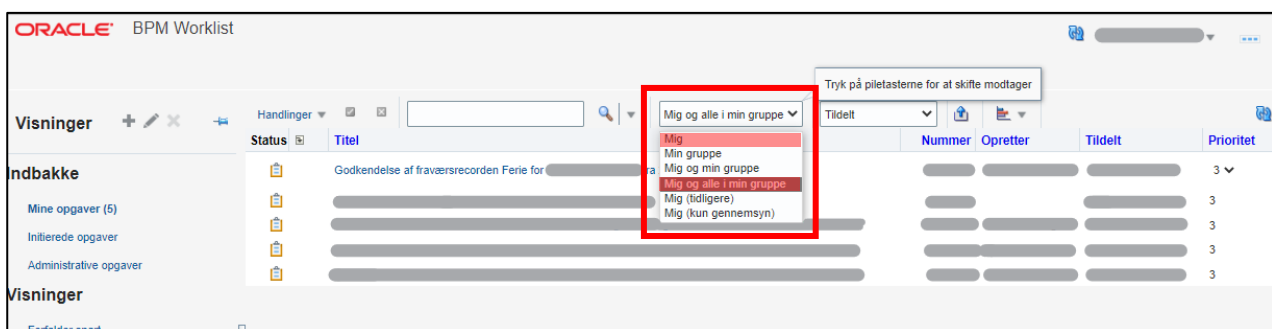 ORACLE® BPM Worklist
Tryk på piletasterne for at skifte modtager
Visninger
Handlinger
Mig og alle i min gruppe
Tildelt
Status Titel Nummer Opretter Tildelt Prioritet
Mig
Min gruppe
Mig og min gruppe
Mig og alle i min gruppe
Mig (tidligere)
Mig (kun gennemsyn)
Indbakke
Godkendelse af fraværsrecorden Ferie for
3
Mine opgaver (5)
3
Initierede opgaver
3
3
Administrative opgaver
3
Visninger